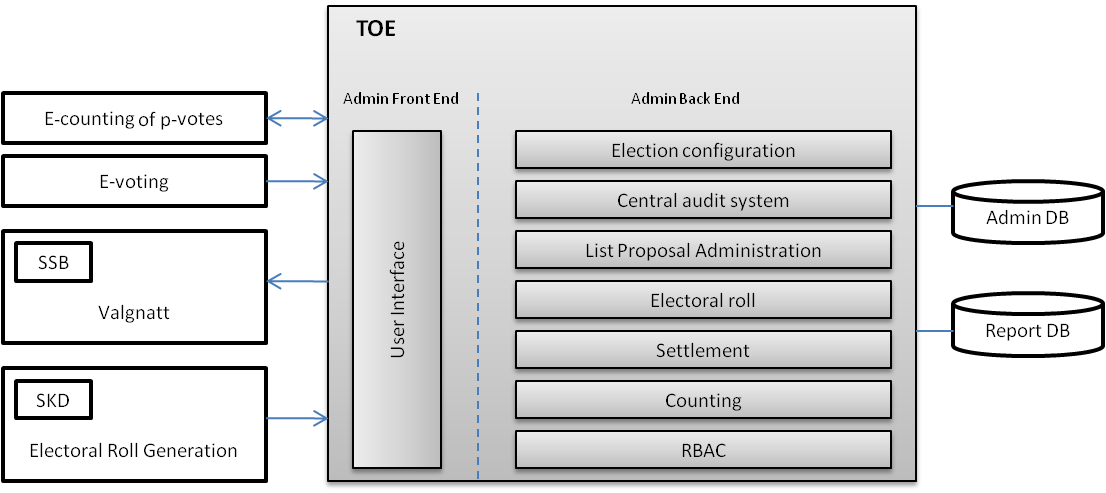 TOE
Admin Front End
Admin Back End
E-counting of p-votes
E-voting
SSB
Valgnatt
SKD
Electoral Roll Generation
User Interface
Election configuration
Central audit system
List Proposal Administration
Electoral roll
Settlement
Counting
RBAC
Admin DB
Report DB